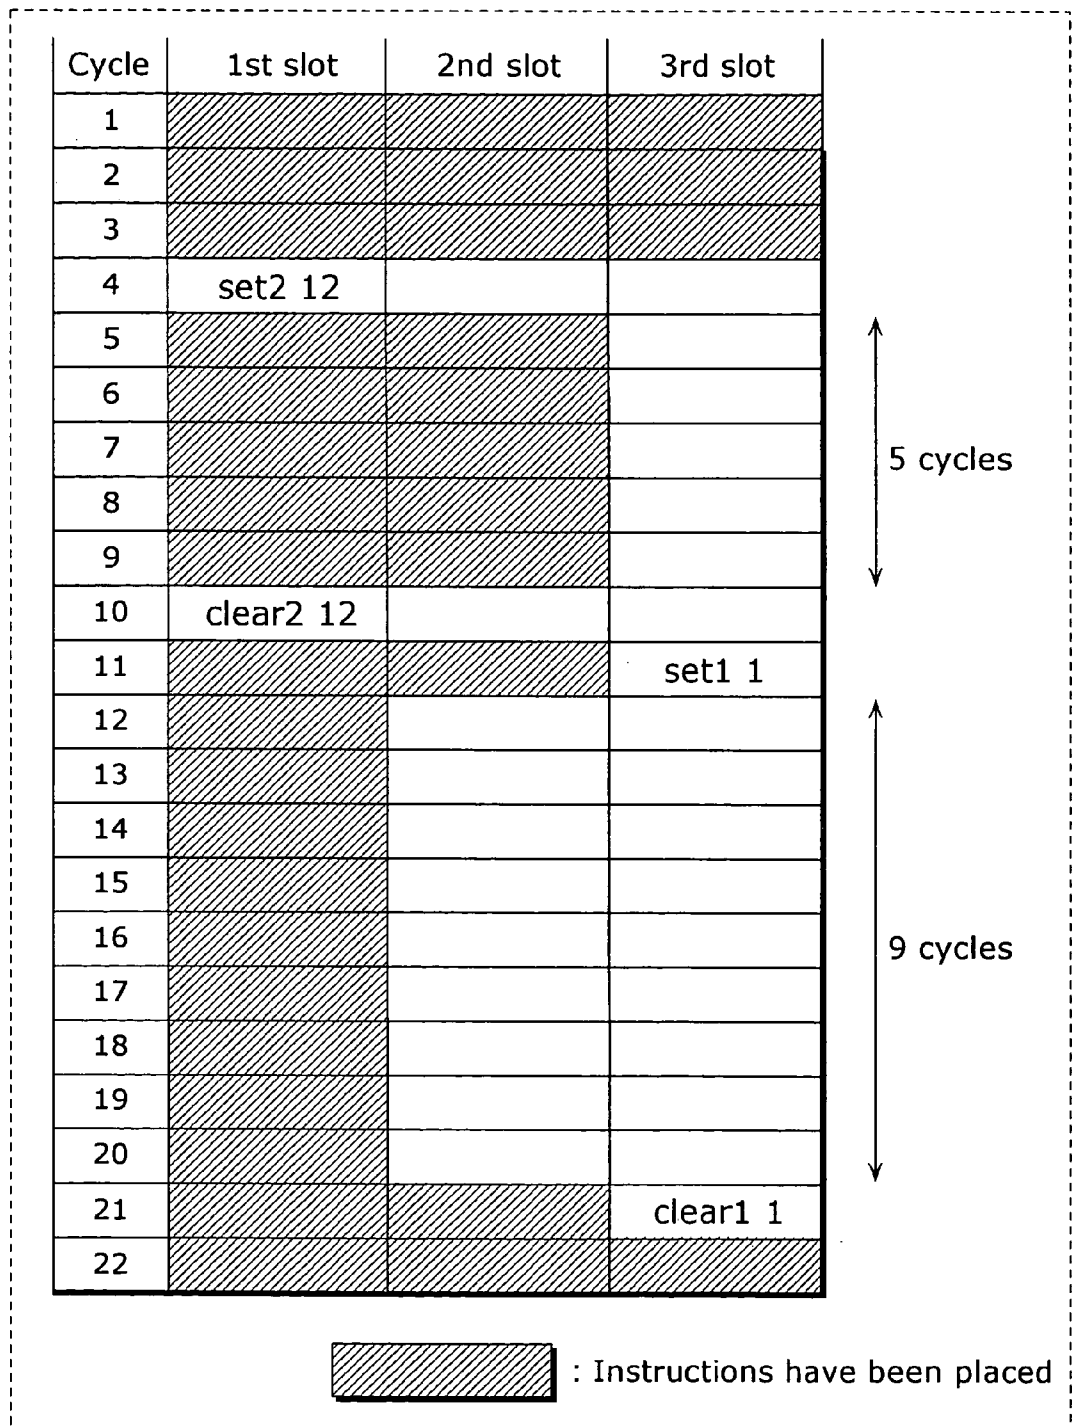 Cycle 1st slot 2nd slot 3rd slot
1
2
3
4 set2 12
5
6
7
5 cycles
8
9
10 clear2 12
11 set1 1
12
13
14
15
16
9 cycles
17
18
19
20
21 clear1 1
22
: Instructions have been placed